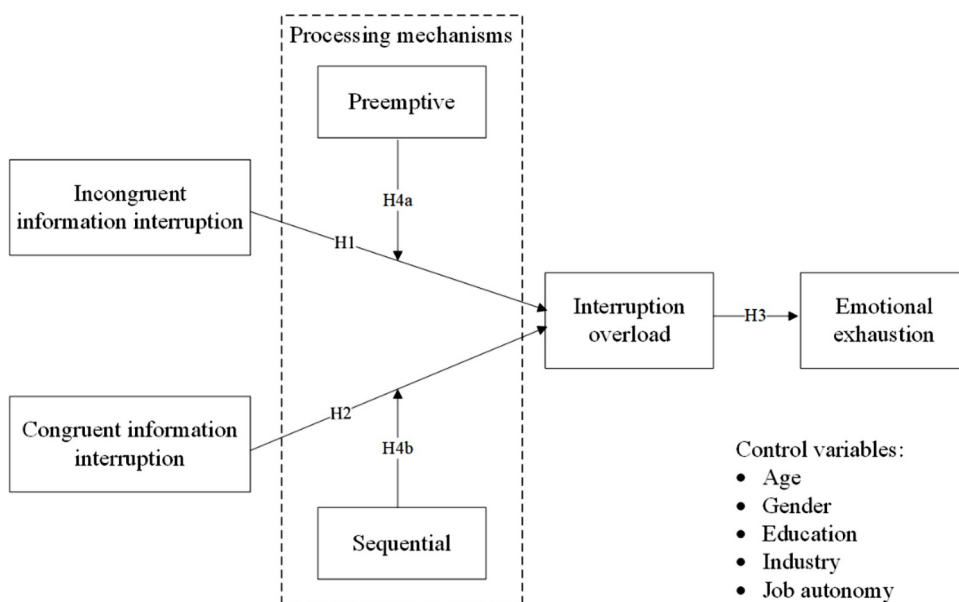 Processing mechanisms
Preemptive
H4a
Incongruent
information interruption
H1
Interruption
overload
H3
Emotional
exhaustion
H2
Congruent information
interruption
H4b
Sequential
Control variables:
• Age
• Gender
• Education
• Industry
• Job autonomy